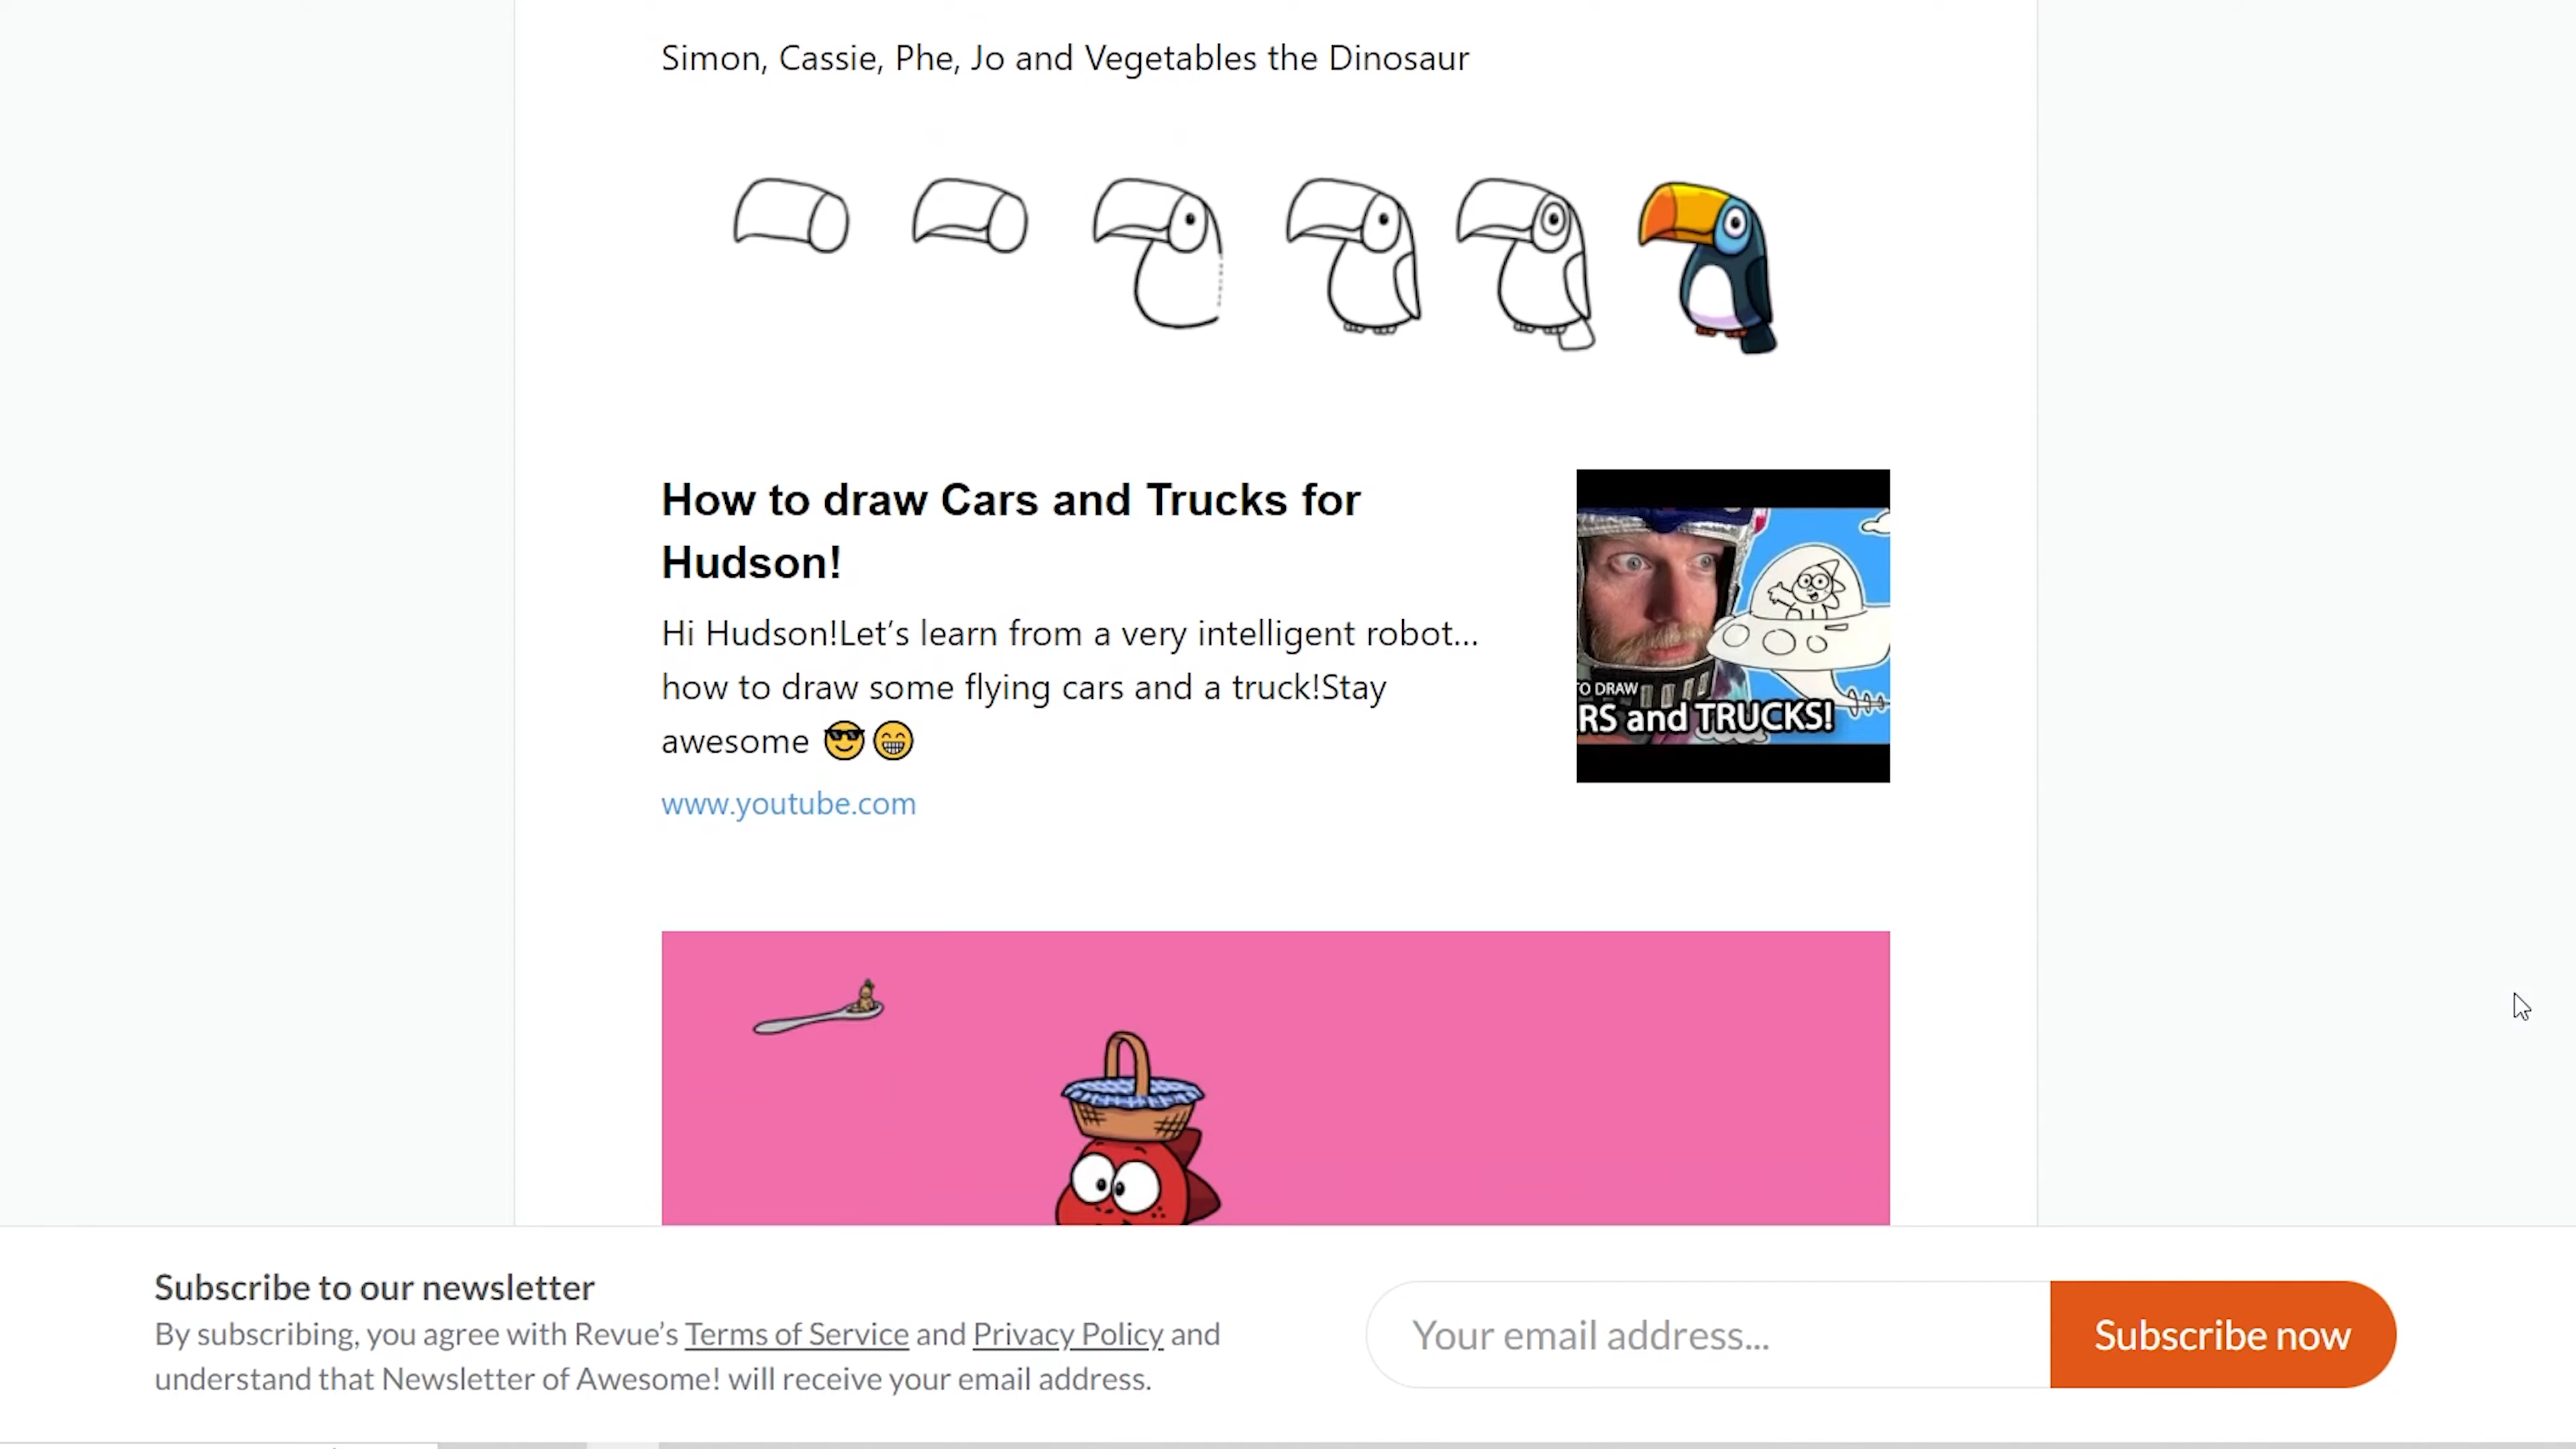 Simon, Cassie, Phe, Jo and Vegetables the Dinosaur
How to draw Cars and Trucks for
Hudson!
Hi Hudson!Let's learn from a very intelligent robot...
how to draw some flying cars and a truck!Stay
awesome 😎😁
www.youtube.com
O DRAW
RS and TRUCKS!
Subscribe to our newsletter
By subscribing, you agree with Revue's Terms of Service and Privacy Policy and
understand that Newsletter of Awesome! will receive your email address.
Your email address...
Subscribe now